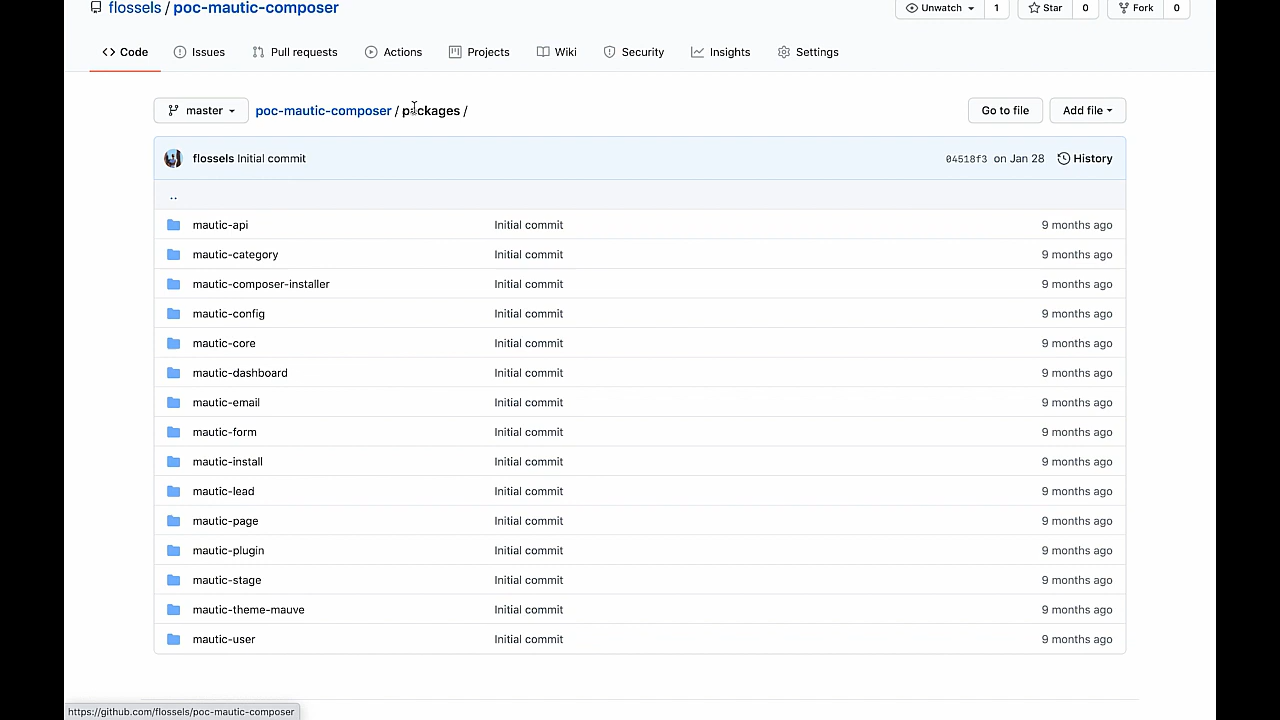 flossels / poc-mautic-composer
Unwatch 1 Star 0 Fork 0
Code Issues Pull requests Actions Projects Wiki Security Insights Settings
master poc-mautic-composer / packages / Go to file Add file
flossels Initial commit 04518f3 on Jan 28 History
..
mautic-api Initial commit 9 months ago
mautic-category Initial commit 9 months ago
mautic-composer-installer Initial commit 9 months ago
mautic-config Initial commit 9 months ago
mautic-core Initial commit 9 months ago
mautic-dashboard Initial commit 9 months ago
mautic-email Initial commit 9 months ago
mautic-form Initial commit 9 months ago
mautic-install Initial commit 9 months ago
mautic-lead Initial commit 9 months ago
mautic-page Initial commit 9 months ago
mautic-plugin Initial commit 9 months ago
mautic-stage Initial commit 9 months ago
mautic-theme-mauve Initial commit 9 months ago
mautic-user Initial commit 9 months ago
https://github.com/flossels/poc-mautic-composer